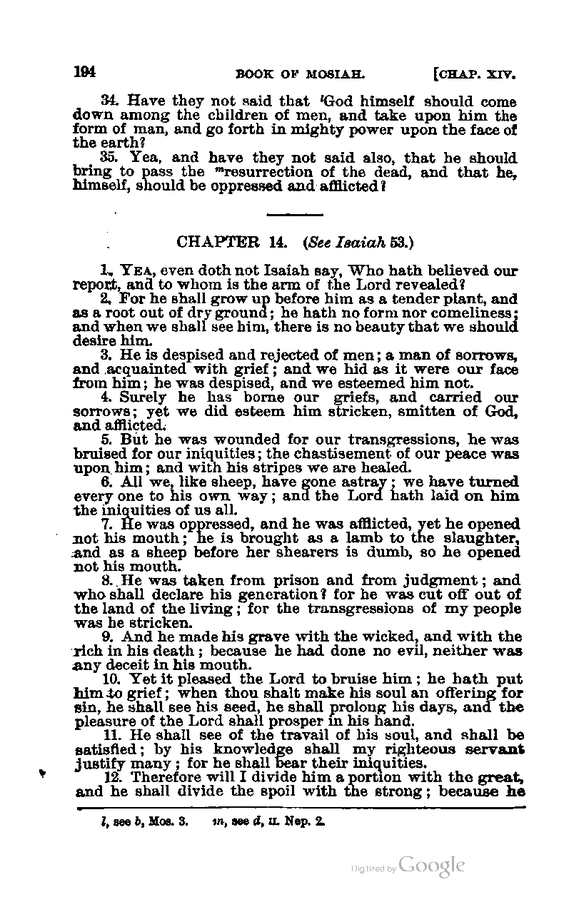 194 BOOK OF MOSIAH. [CHAP. XIV.
34. Have they not said that ˡGod himself should come
down among the children of men, and take upon him the
form of man, and go forth in mighty power upon the face of
the earth?
35. Yea, and have they not said also, that he should
bring to pass the ᵐresurrection of the dead, and that he,
himself, should be oppressed and afflicted?
CHAPTER 14. (See Isaiah 53.)
1. YEA, even doth not Isaiah say, Who hath believed our
report, and to whom is the arm of the Lord revealed?
2. For he shall grow up before him as a tender plant, and
as a root out of dry ground; he hath no form nor comeliness;
and when we shall see him, there is no beauty that we should
desire him.
3. He is despised and rejected of men; a man of sorrows,
and acquainted with grief; and we hid as it were our face
from him; he was despised, and we esteemed him not.
4. Surely he has borne our griefs, and carried our
sorrows; yet we did esteem him stricken, smitten of God,
and afflicted.
5. But he was wounded for our transgressions, he was
bruised for our iniquities; the chastisement of our peace was
upon him; and with his stripes we are healed.
6. All we, like sheep, have gone astray; we have turned
every one to his own way; and the Lord hath laid on him
the iniquities of us all.
7. He was oppressed, and he was afflicted, yet he opened
not his mouth; he is brought as a lamb to the slaughter,
and as a sheep before her shearers is dumb, so he opened
not his mouth.
8. He was taken from prison and from judgment; and
who shall declare his generation? for he was cut off out of
the land of the living; for the transgressions of my people
was he stricken.
9. And he made his grave with the wicked, and with the
rich in his death; because he had done no evil, neither was
any deceit in his mouth.
10. Yet it pleased the Lord to bruise him; he hath put
him to grief; when thou shalt make his soul an offering for
sin, he shall see his seed, he shall prolong his days, and the
pleasure of the Lord shall prosper in his hand.
11. He shall see of the travail of his soul, and shall be
satisfied; by his knowledge shall my righteous servant
justify many; for he shall bear their iniquities.
12. Therefore will I divide him a portion with the great,
and he shall divide the spoil with the strong; because he
l, see b, Mos. 3. m, see d, II. Nep. 2.
Digitized by Google